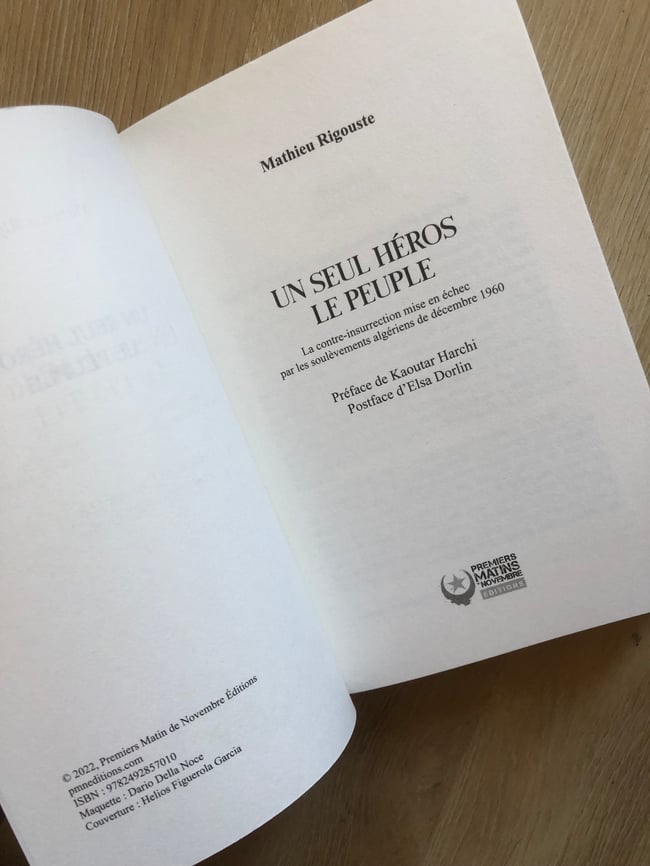 © 2022, Premiers Matin de Novembre Éditions
pmneditions.com
ISBN : 9782492857010
Maquette : Dario Della Noce
Couverture : Helios Figuerola Garcia
Mathieu Rigouste
UN SEUL HÉROS
LE PEUPLE
La contre-insurrection mise en échec
par les soulèvements algériens de décembre 1960
Préface de Kaoutar Harchi
Postface d'Elsa Dorlin
PREMIERS
MATINS
NOVEMBRE
EDITIONS